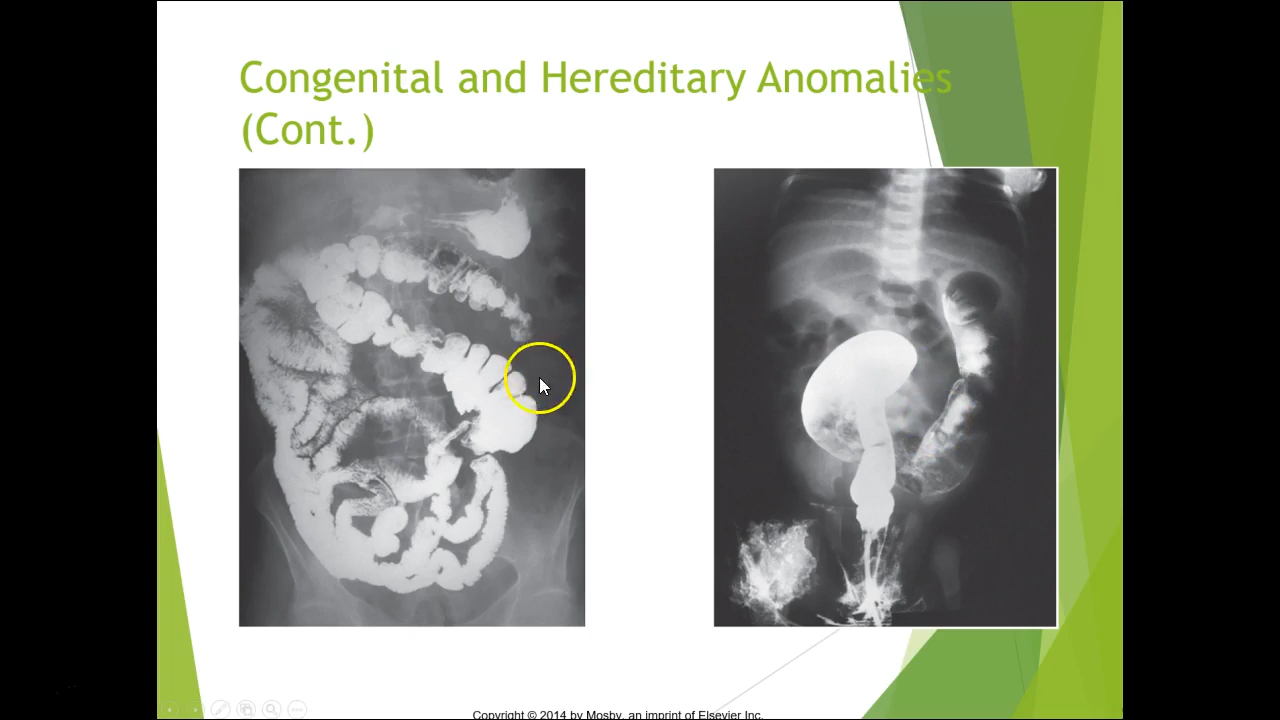 Congenital and Hereditary Anomalies
(Cont.)
Copyright © 2014 by Mosby, an imprint of Elsevier Inc.